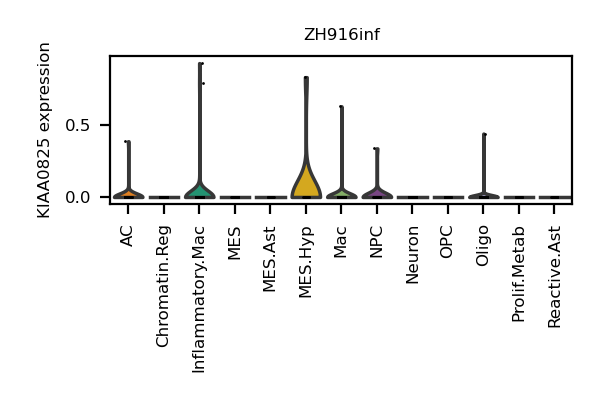 ZH916inf
KIAA0825 expression
0.5
0.0
AC
Chromatin.Reg
Inflammatory.Mac
MES
MES.Ast
MES.Hyp
Mac
NPC
Neuron
OPC
Oligo
Prolif.Metab
Reactive.Ast